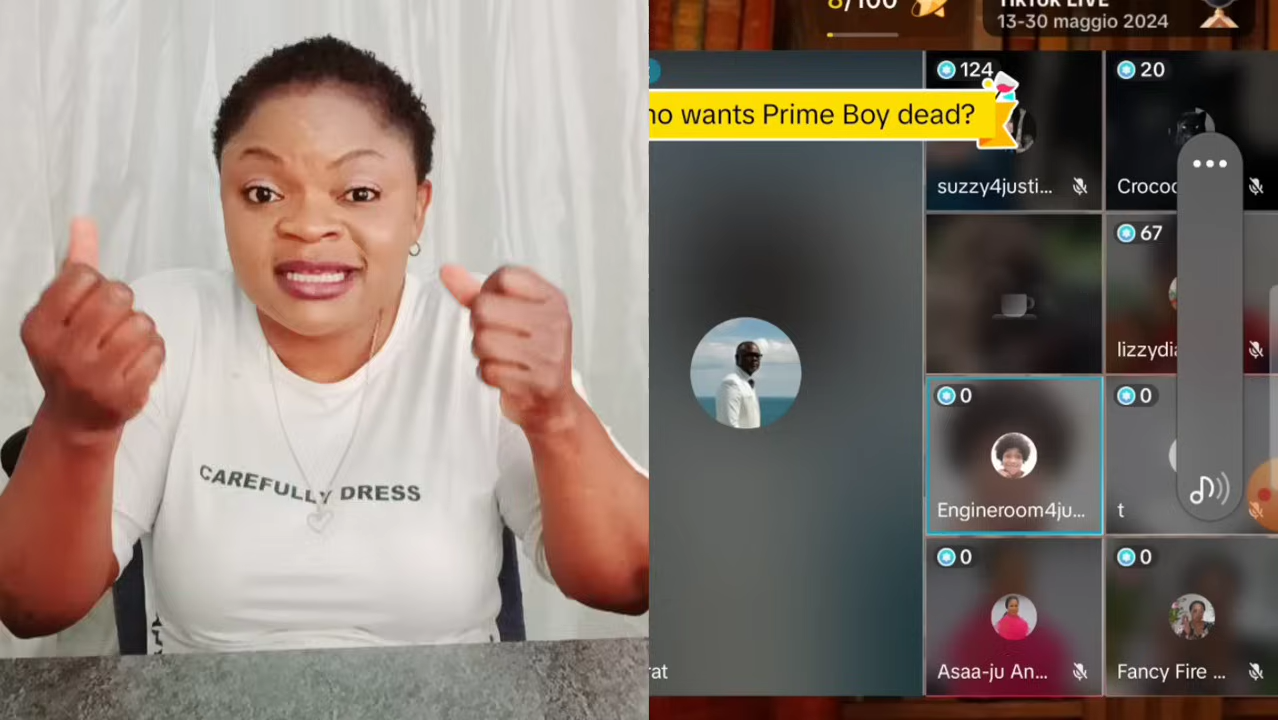 CAREFULLY DRESS
8/100
TikTok LIVE
13-30 maggio 2024
124
20
ho wants Prime Boy dead?
suzzy4justi...
Croco
67
lizzydi
0
0
Engineroom4ju...
t
0
0
rat
Asaa-ju An...
Fancy Fire ...